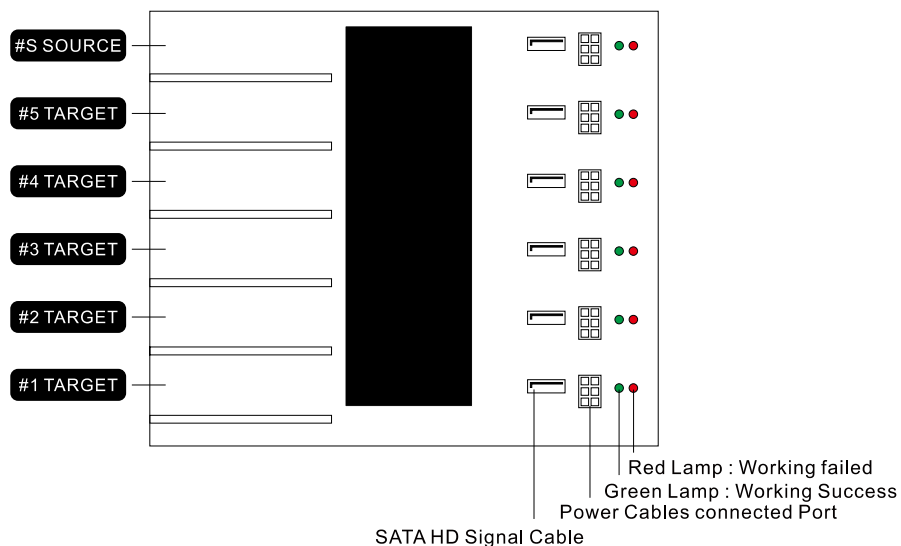 #S SOURCE
#5 TARGET
#4 TARGET
#3 TARGET
#2 TARGET
#1 TARGET
Red Lamp : Working failed
Green Lamp : Working Success
Power Cables connected Port
SATA HD Signal Cable